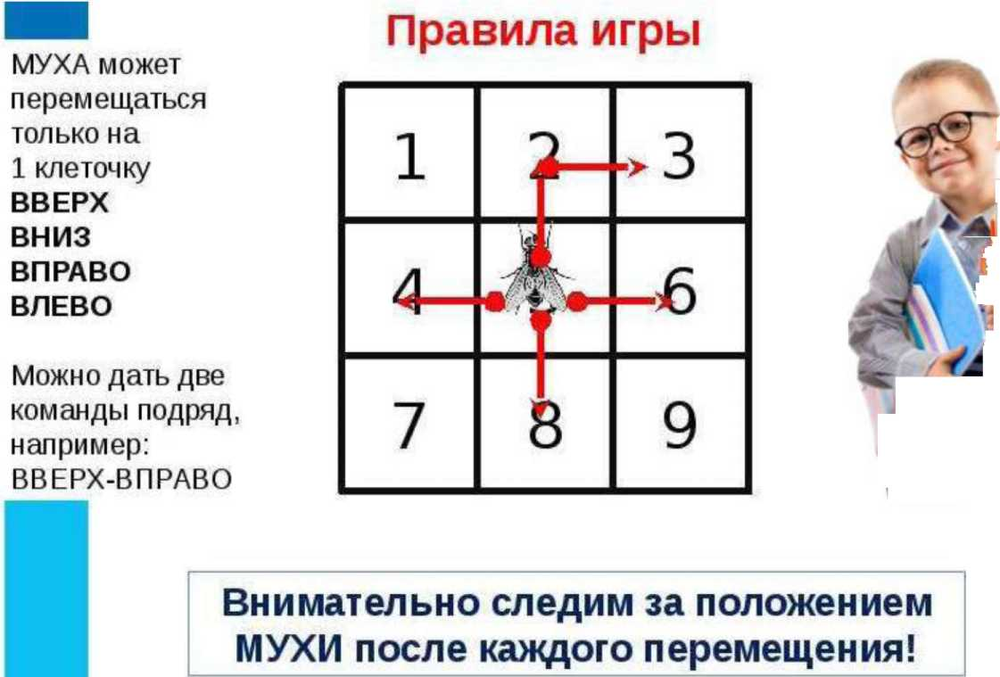 Правила игры
МУХА может
перемещаться
только на
1 клеточку
ВВЕРХ
ВНИЗ
ВПРАВО
ВЛЕВО
Можно дать две
команды подряд,
например:
ВВЕРХ-ВПРАВО
1 2 3
4 6
7 8 9
Внимательно следим за положением
МУХИ после каждого перемещения!